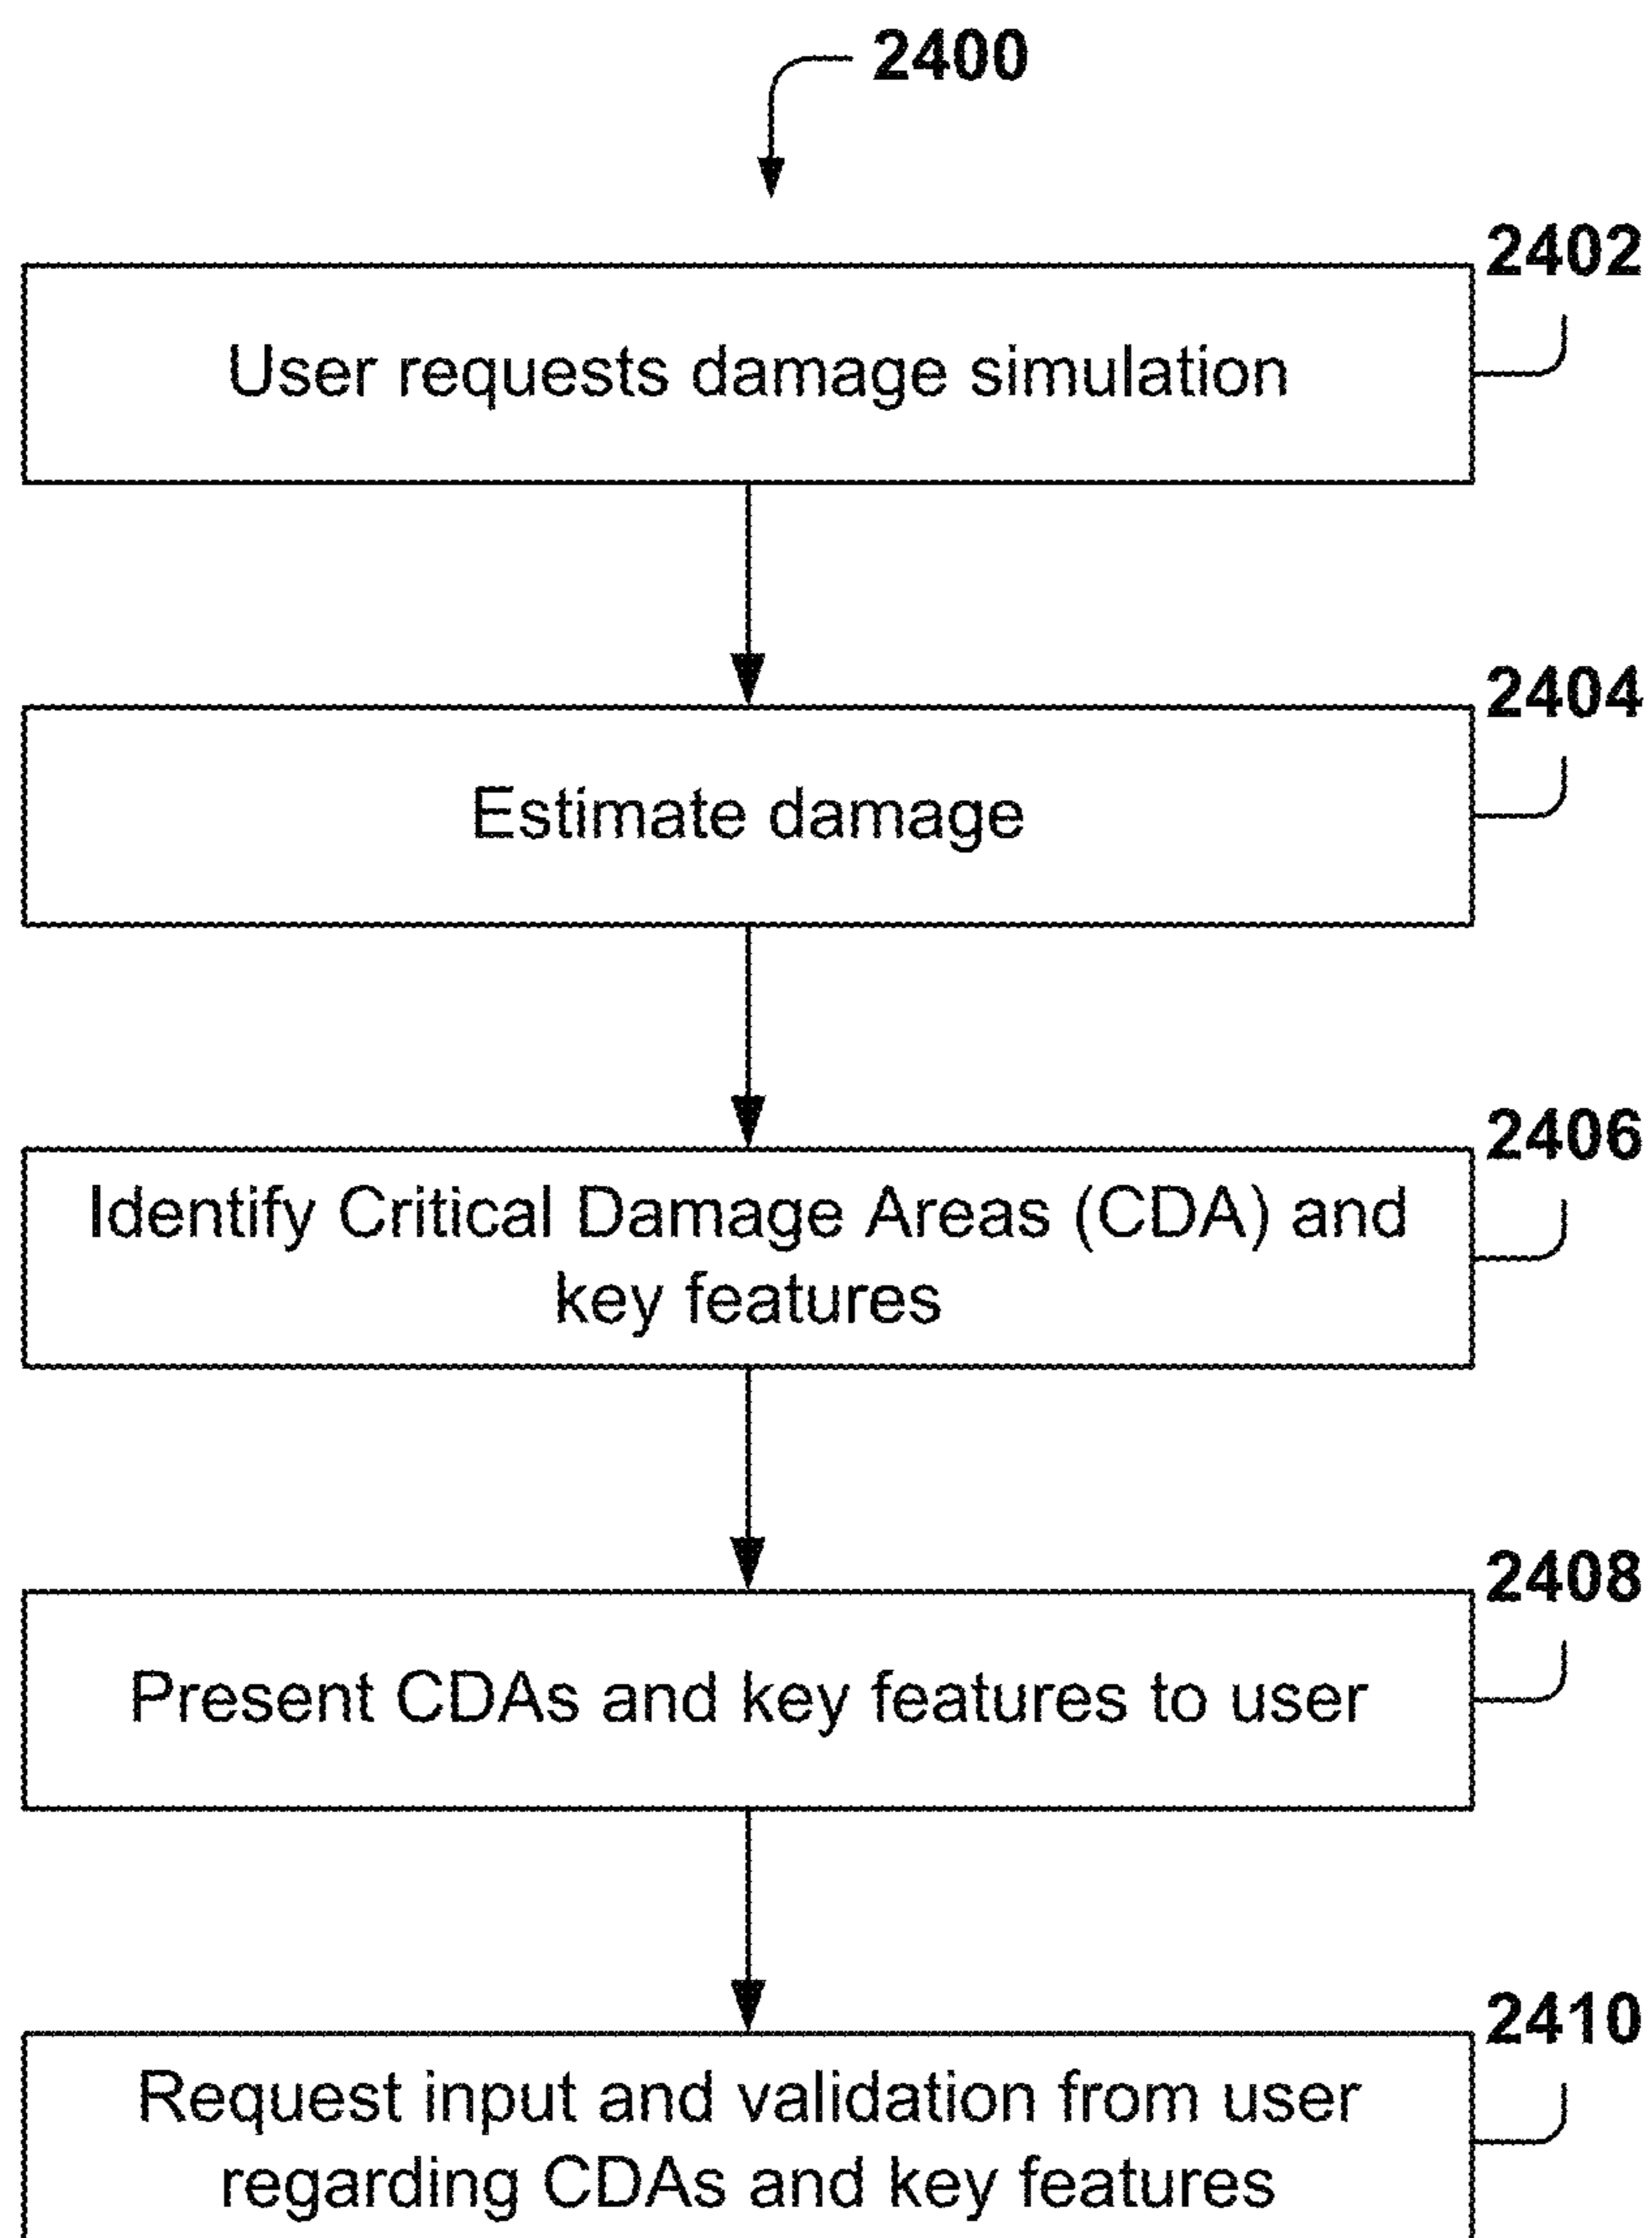 2400
2402
User requests damage simulation
2404
Estimate damage
2406
Identify Critical Damage Areas (CDA) and
key features
2408
Present CDAs and key features to user
2410
Request input and validation from user
regarding CDAs and key features